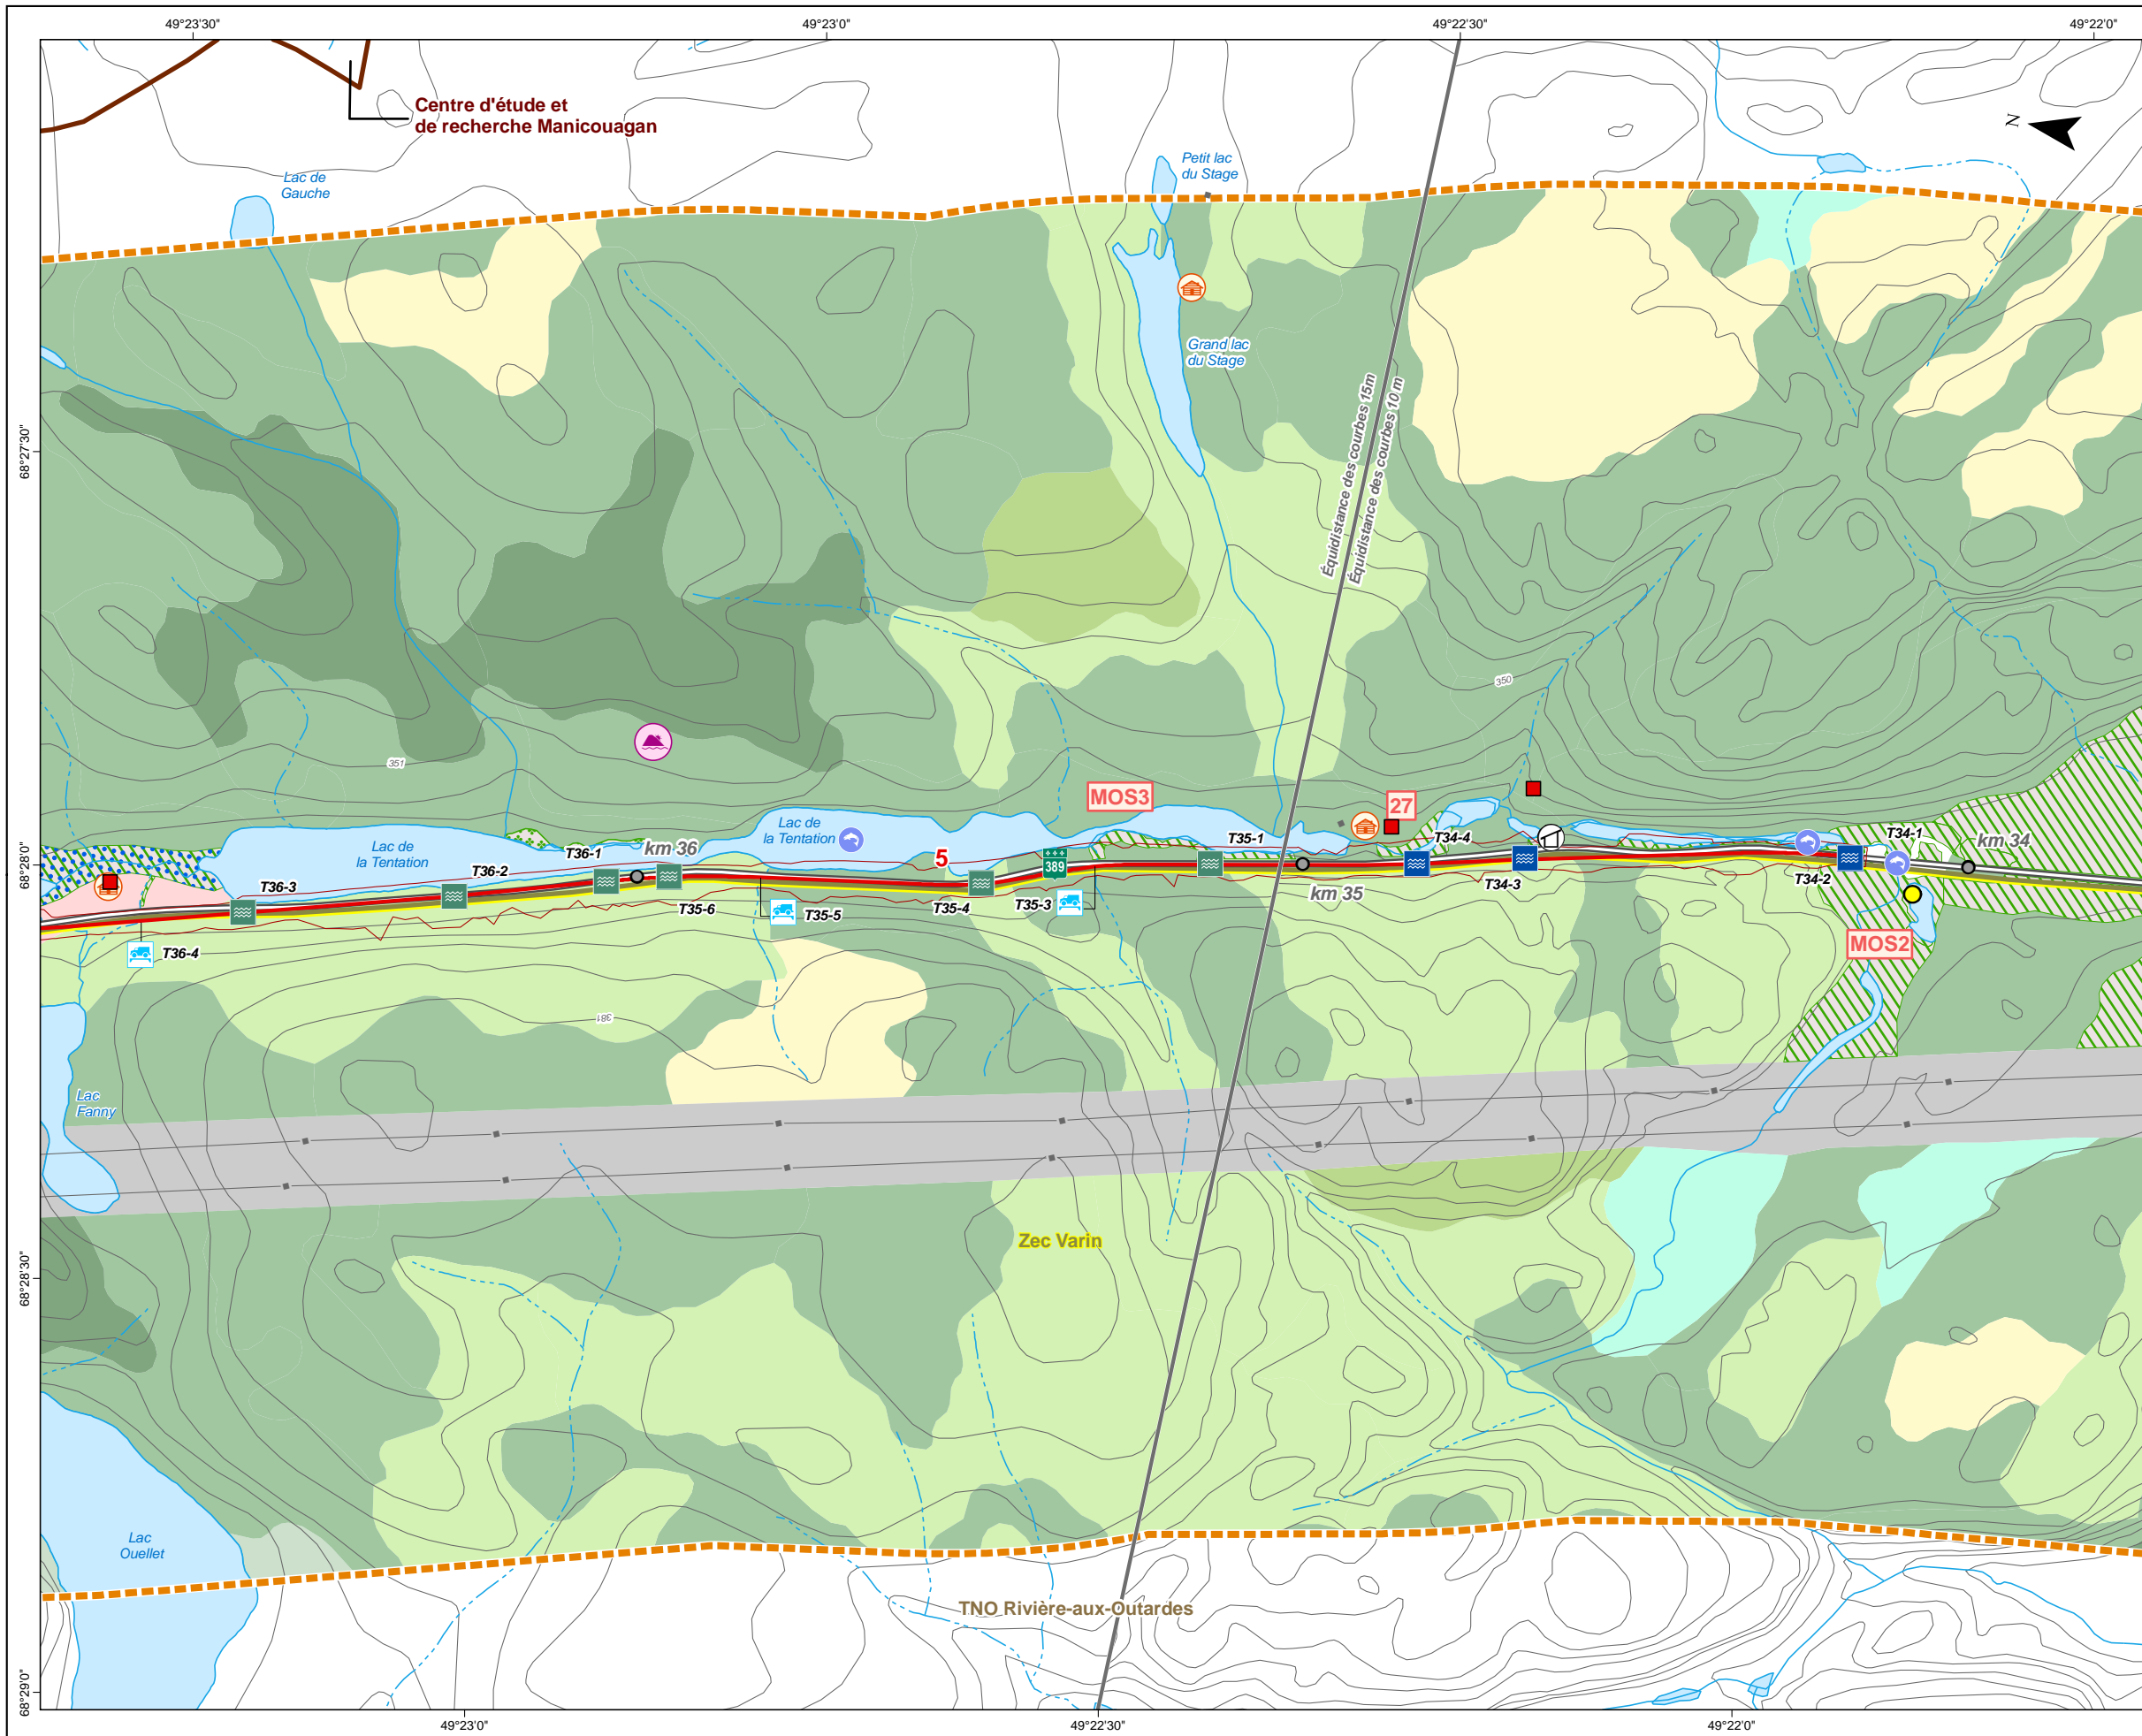 49°23'30"
49°23'0"
49°22'30"
49°22'0"
Centre d'étude et
de recherche Manicouagan
N
Petit lac
du Stage
Lac de
Gauche
Grand lac
du Stage
Équidistance des courbes 15m
Équidistance des courbes 10 m
68°27'30"
350
351
MOS3
27
Lac de
la Tentation
Lac de
la Tentation
km 36
5
389
T36-1
T36-2
T36-3
T35-1
T34-4
T34-1
km 34
T34-2
T34-3
km 35
T35-3
T35-4
T35-5
T35-6
T36-4
68°28'0"
MOS2
381
Lac
Fanny
Zec Varin
68°28'30"
Lac
Ouellet
TNO Rivière-aux-Outardes
68°29'0"
49°23'0"
49°22'30"
49°22'0"